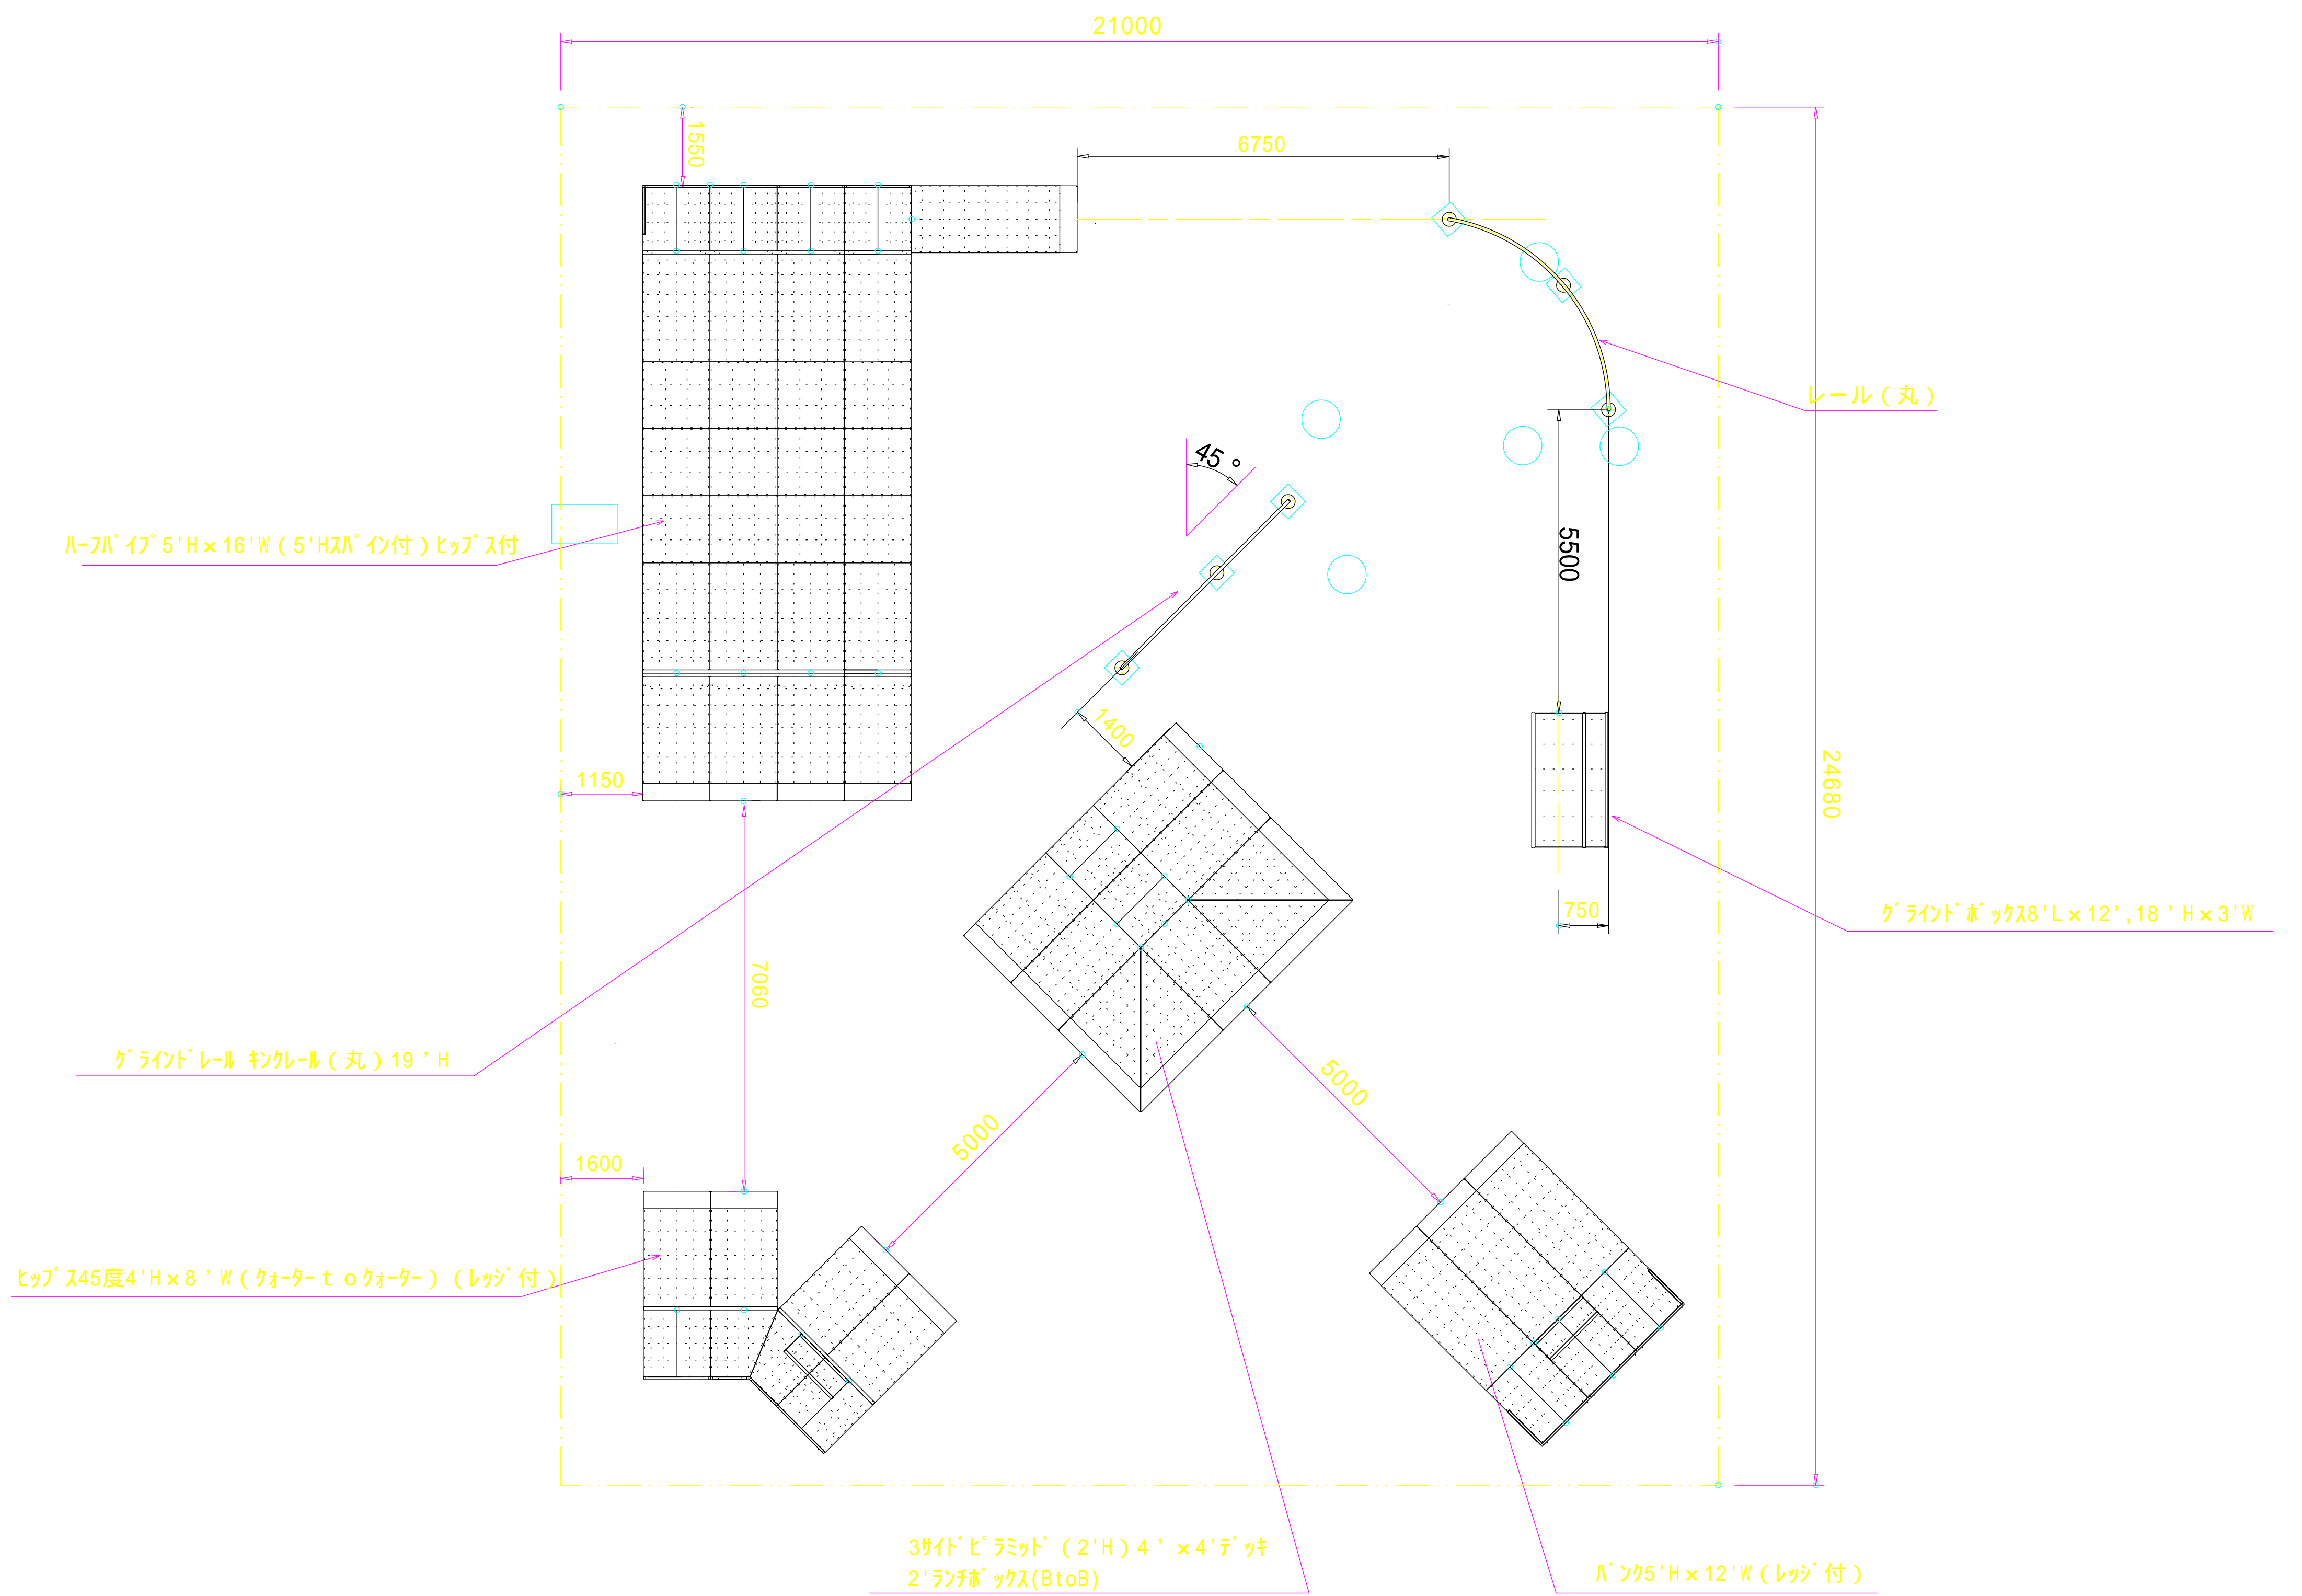 21000
1550
6750
レール(丸)
45°
5500
ﾊｰﾌﾊﾟｲﾌﾟ5'H×16'W(5'Hｽﾊﾟｲﾝ付)ﾋｯﾌﾟｽ付
1400
1150
24680
750
ｸﾞﾗｲﾝﾄﾞﾎﾞｯｸｽ8'L×12',18'H×3'W
7060
ｸﾞﾗｲﾝﾄﾞﾚｰﾙ ｷﾝｸﾚｰﾙ(丸)19'H
5000
5000
1600
ﾋｯﾌﾟｽ45度4'H×8'W(ｸｫｰﾀｰｔｏｸｫｰﾀｰ)(ﾚｯｼﾞ付)
3ｻｲﾄﾞﾋﾟﾗﾐｯﾄﾞ(2'H)4'×4'ﾃﾞｯｷ
2'ﾗﾝﾁﾎﾞｯｸｽ(BtoB)
ﾊﾞﾝｸ5'H×12'W(ﾚｯｼﾞ付)